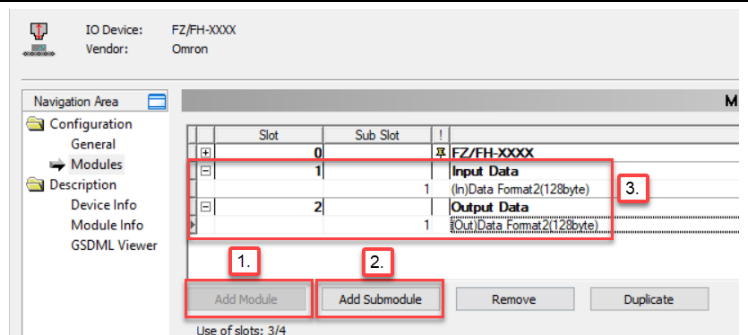 IO Device: FZ/FH-XXXX
Vendor: Omron
Navigation Area
Configuration
General
Modules
Description
Device Info
Module Info
GSDML Viewer
M
Slot Sub Slot !
0 FZ/FH-XXXX
1 Input Data
1 (In)Data Format2(128byte)
2 Output Data
1 (Out)Data Format2(128byte)
3.
1.
2.
Add Module Add Submodule Remove Duplicate
Use of slots: 3/4